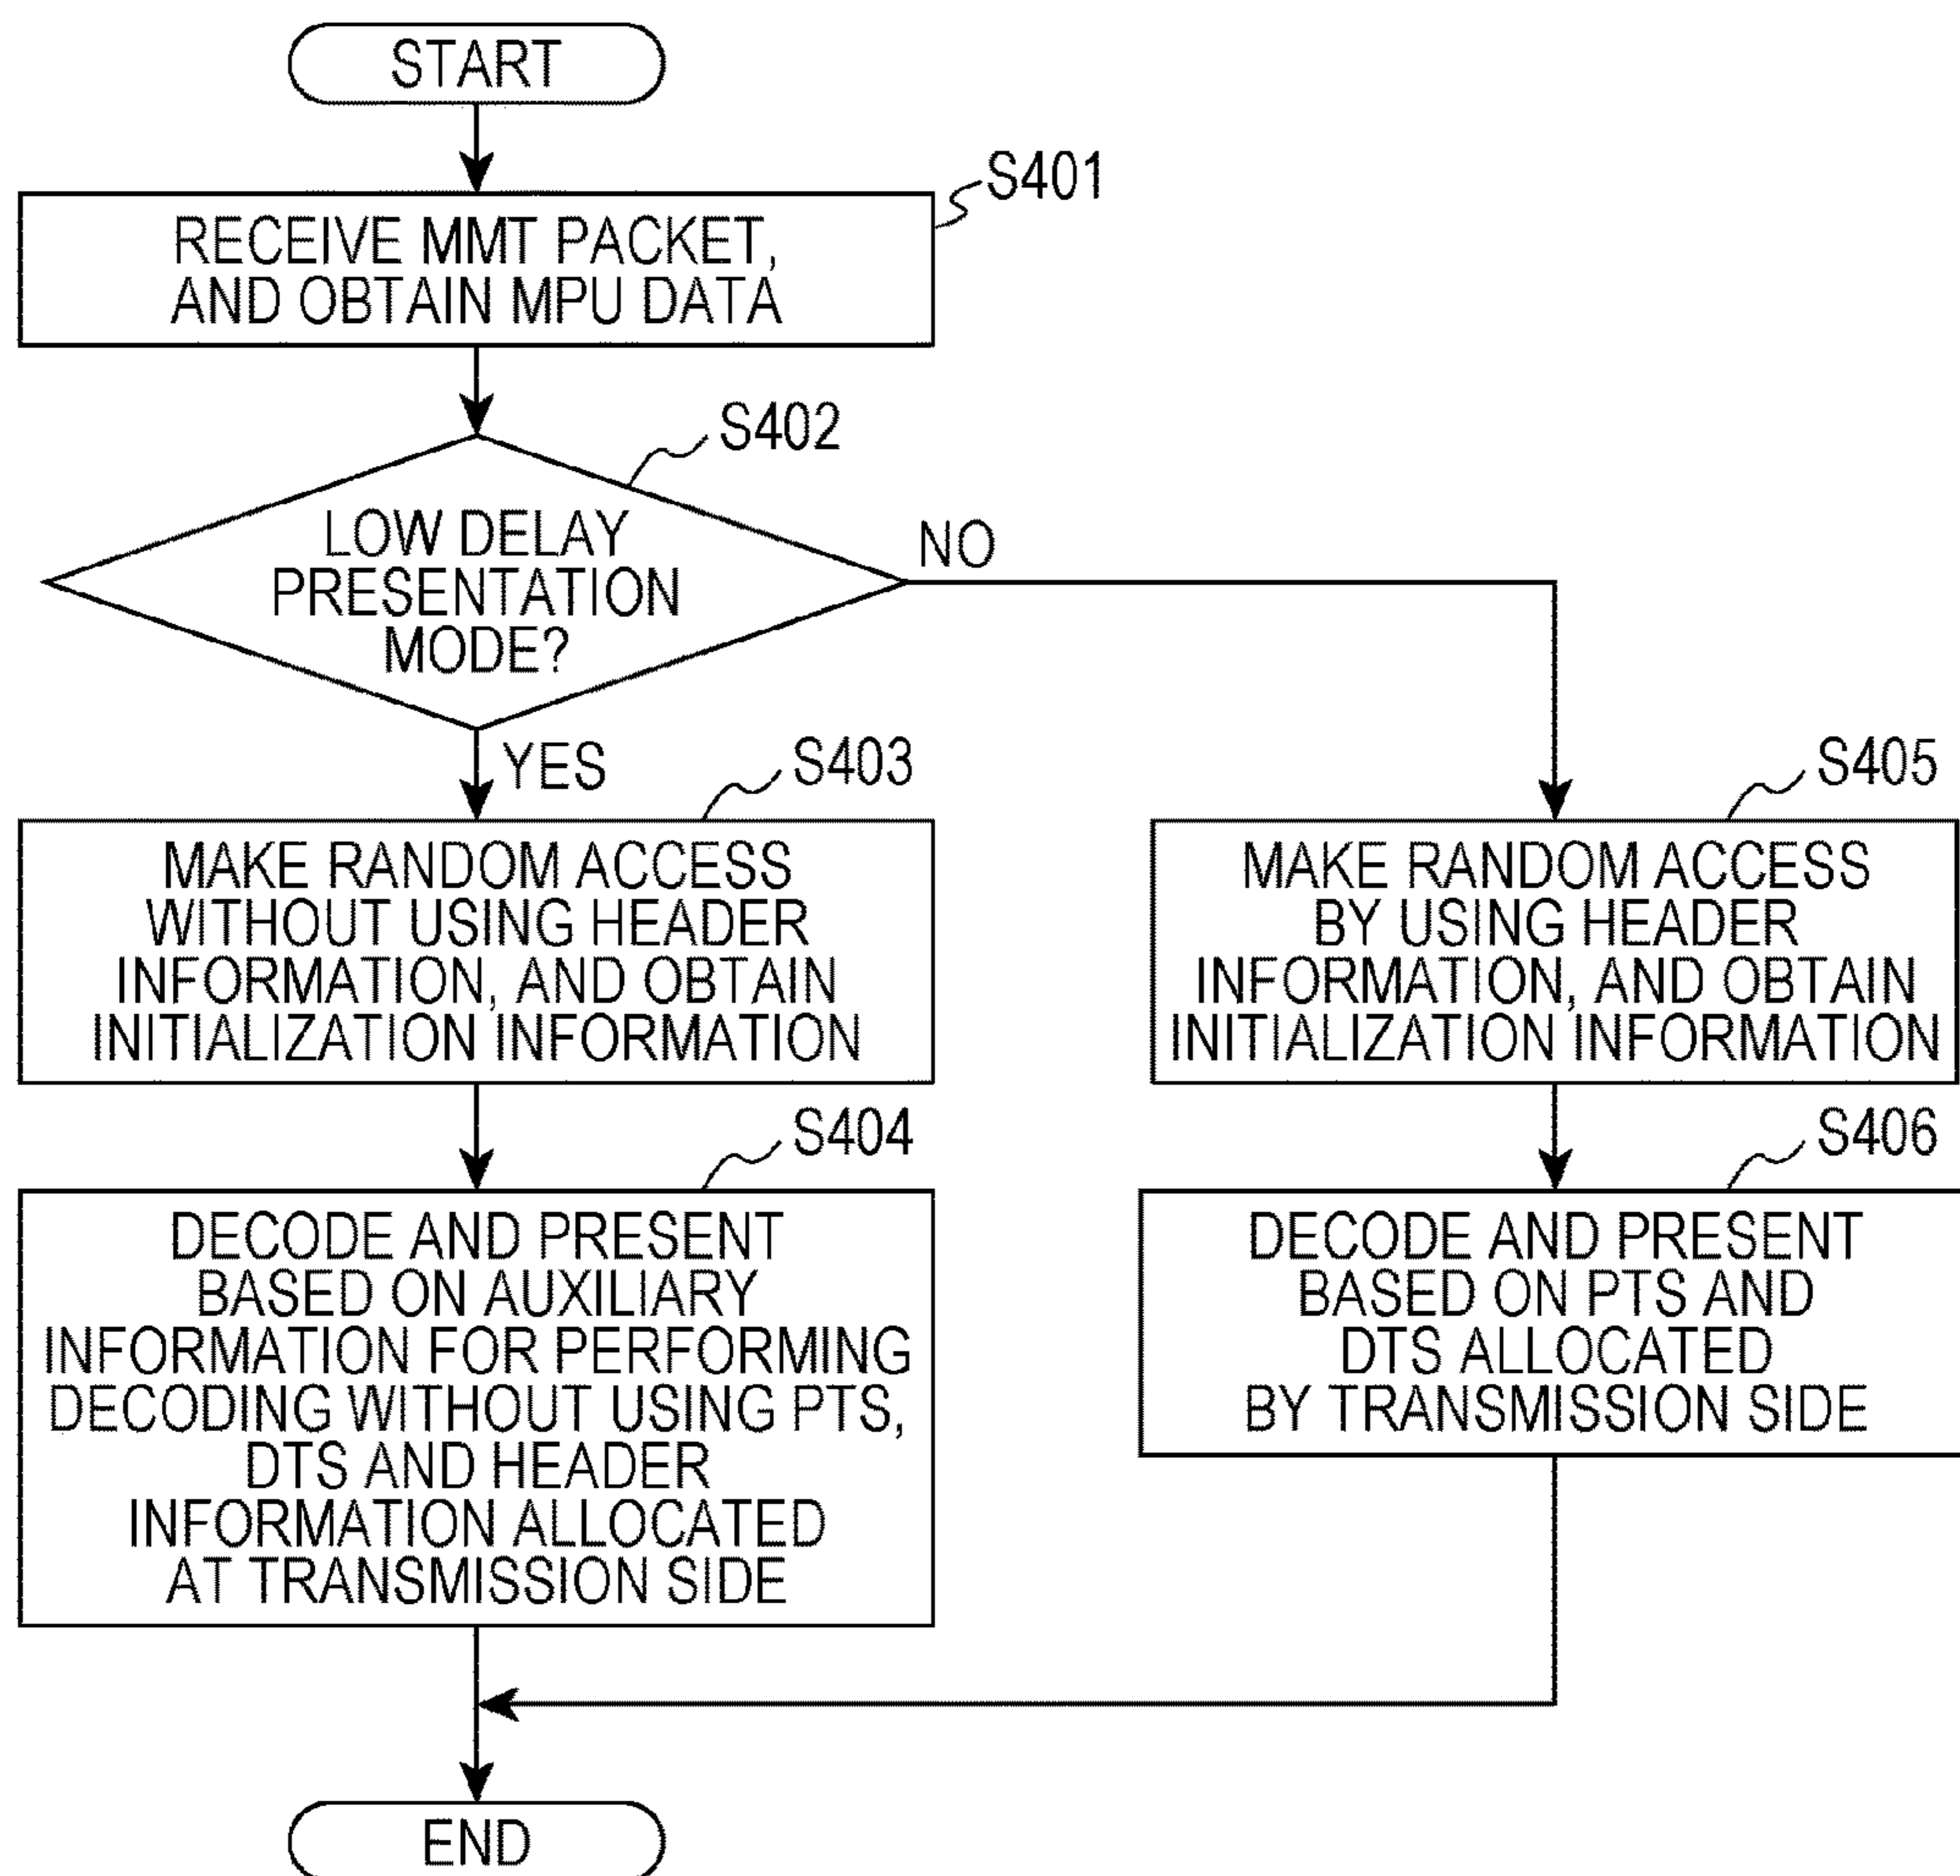 START
S401
RECEIVE MMT PACKET,
AND OBTAIN MPU DATA
S402
LOW DELAY
PRESENTATION
MODE?
NO
YES
S403
MAKE RANDOM ACCESS
WITHOUT USING HEADER
INFORMATION, AND OBTAIN
INITIALIZATION INFORMATION
S405
MAKE RANDOM ACCESS
BY USING HEADER
INFORMATION, AND OBTAIN
INITIALIZATION INFORMATION
S404
DECODE AND PRESENT
BASED ON AUXILIARY
INFORMATION FOR PERFORMING
DECODING WITHOUT USING PTS,
DTS AND HEADER
INFORMATION ALLOCATED
AT TRANSMISSION SIDE
S406
DECODE AND PRESENT
BASED ON PTS AND
DTS ALLOCATED
BY TRANSMISSION SIDE
END